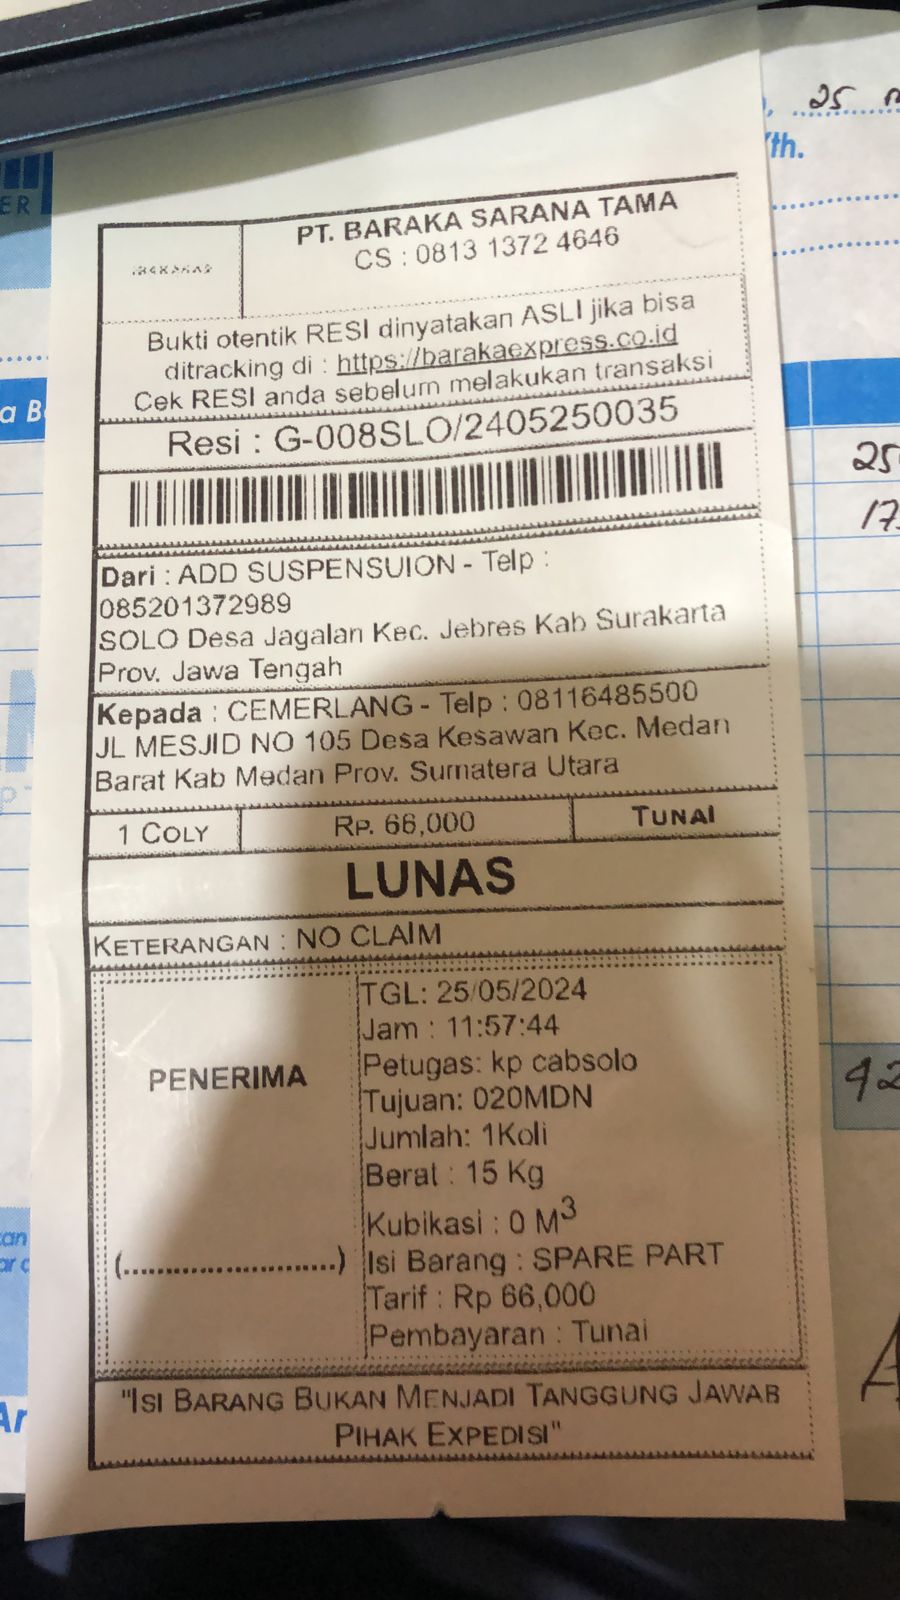 25
Yth.
ER
PT. BARAKA SARANA TAMA
CS : 0813 1372 4646
Bukti otentik RESI dinyatakan ASLI jika bisa
ditracking di : https://barakaexpress.co.id
Cek RESI anda sebelum melakukan transaksi
Resi : G-008SLO/2405250035
Dari : ADD SUSPENSUION - Telp :
085201372989
SOLO Desa Jagalan Kec. Jebres Kab Surakarta
Prov. Jawa Tengah
Kepada : CEMERLANG - Telp : 08116485500
JL MESJID NO 105 Desa Kesawan Kec. Medan
Barat Kab Medan Prov. Sumatera Utara
1 COLY RP. 66,000 TUNAI
LUNAS
KETERANGAN : NO CLAIM
PENERIMA
(........................)
TGL: 25/05/2024
Jam : 11:57:44
Petugas: kp cabsolo
Tujuan: 020MDN
Jumlah: 1Koli
Berat : 15 Kg
Kubikasi : 0 M³
Isi Barang : SPARE PART
Tarif : Rp 66,000
Pembayaran : Tunai
"ISI BARANG BUKAN MENJADI TANGGUNG JAWAB
PIHAK EXPEDISI"